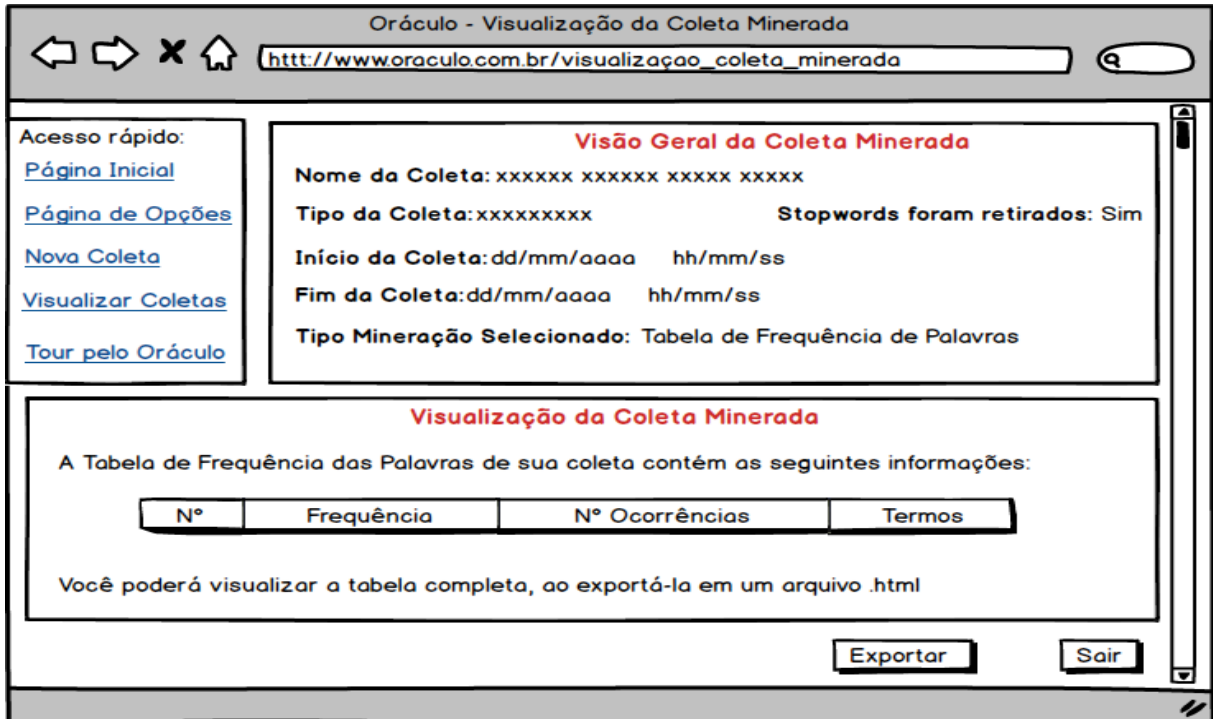 Oráculo - Visualização da Coleta Minerada
httt://www.oraculo.com.br/visualizaçao_coleta_minerada
Acesso rápido:
Página Inicial
Página de Opções
Nova Coleta
Visualizar Coletas
Tour pelo Oráculo
Visão Geral da Coleta Minerada
Nome da Coleta: xxxxxx xxxxxx xxxxx xxxxx
Tipo da Coleta: xxxxxxxxx Stopwords foram retirados: Sim
Início da Coleta: dd/mm/aaaa hh/mm/ss
Fim da Coleta:dd/mm/aaaa hh/mm/ss
Tipo Mineração Selecionado: Tabela de Frequência de Palavras
Visualização da Coleta Minerada
A Tabela de Frequência das Palavras de sua coleta contém as seguintes informações:
N° Frequência N° Ocorrências Termos
Você poderá visualizar a tabela completa, ao exportá-la em um arquivo .html
Exportar Sair